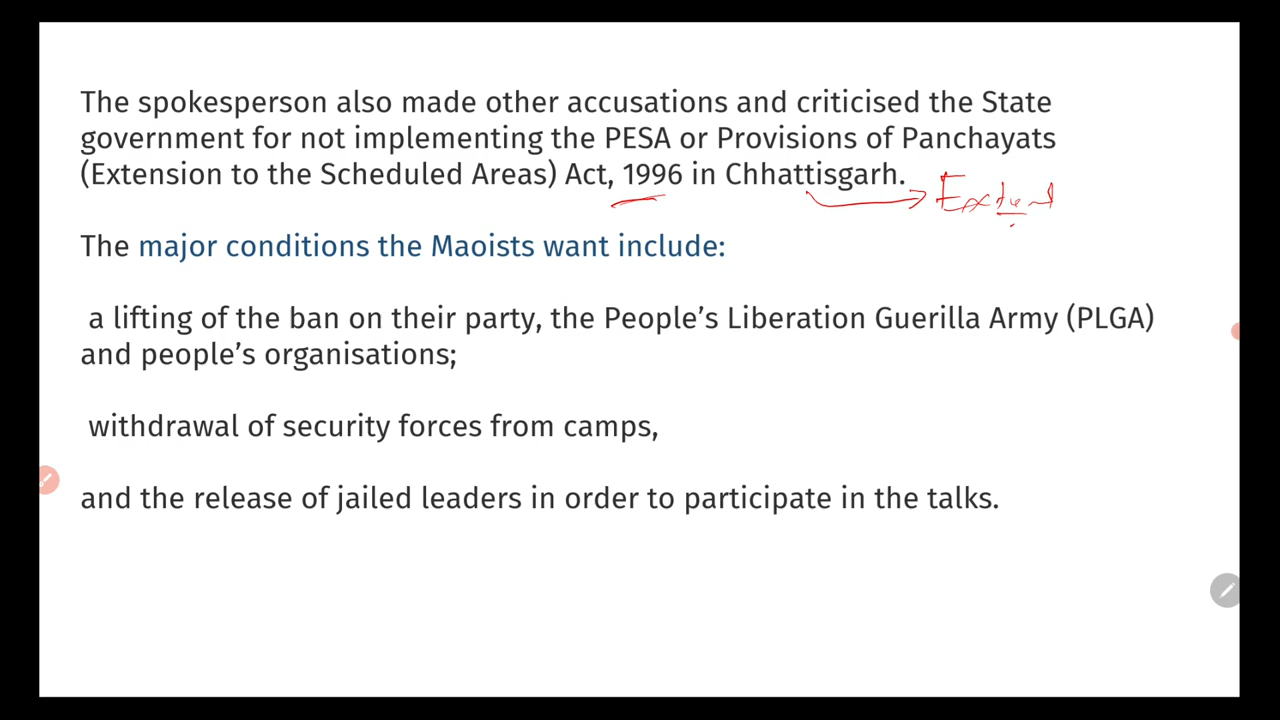 The spokesperson also made other accusations and criticised the State
government for not implementing the PESA or Provisions of Panchayats
(Extension to the Scheduled Areas) Act, 1996 in Chhattisgarh.
The major conditions the Maoists want include:
a lifting of the ban on their party, the People’s Liberation Guerilla Army (PLGA)
and people’s organisations;
withdrawal of security forces from camps,
and the release of jailed leaders in order to participate in the talks.